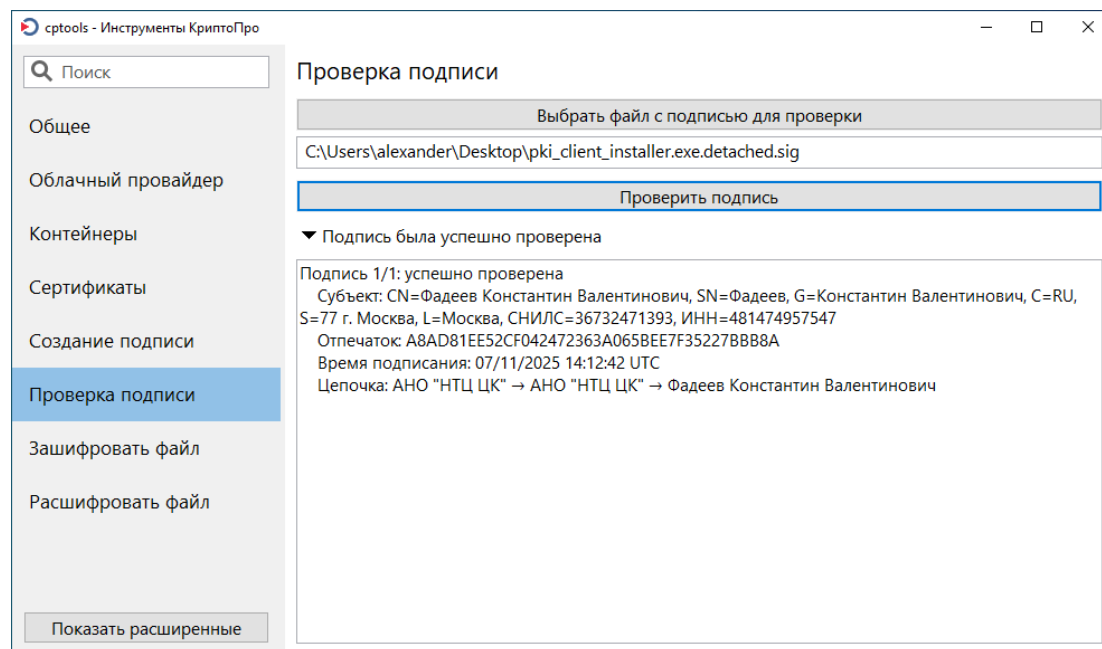 cptools - Инструменты КриптоПро
Поиск
Общее
Облачный провайдер
Контейнеры
Сертификаты
Создание подписи
Проверка подписи
Зашифровать файл
Расшифровать файл
Показать расширенные
Проверка подписи
Выбрать файл с подписью для проверки
C:\Users\alexander\Desktop\pki_client_installer.exe.detached.sig
Проверить подпись
Подпись была успешно проверена
Подпись 1/1: успешно проверена
Субъект: CN=Фадеев Константин Валентинович, SN=Фадеев, G=Константин Валентинович, C=RU,
S=77 г. Москва, L=Москва, СНИЛС=36732471393, ИНН=481474957547
Отпечаток: A8AD81EE52CF042472363A065BEE7F35227BBB8A
Время подписания: 07/11/2025 14:12:42 UTC
Цепочка: АНО "НТЦ ЦК" → АНО "НТЦ ЦК" → Фадеев Константин Валентинович